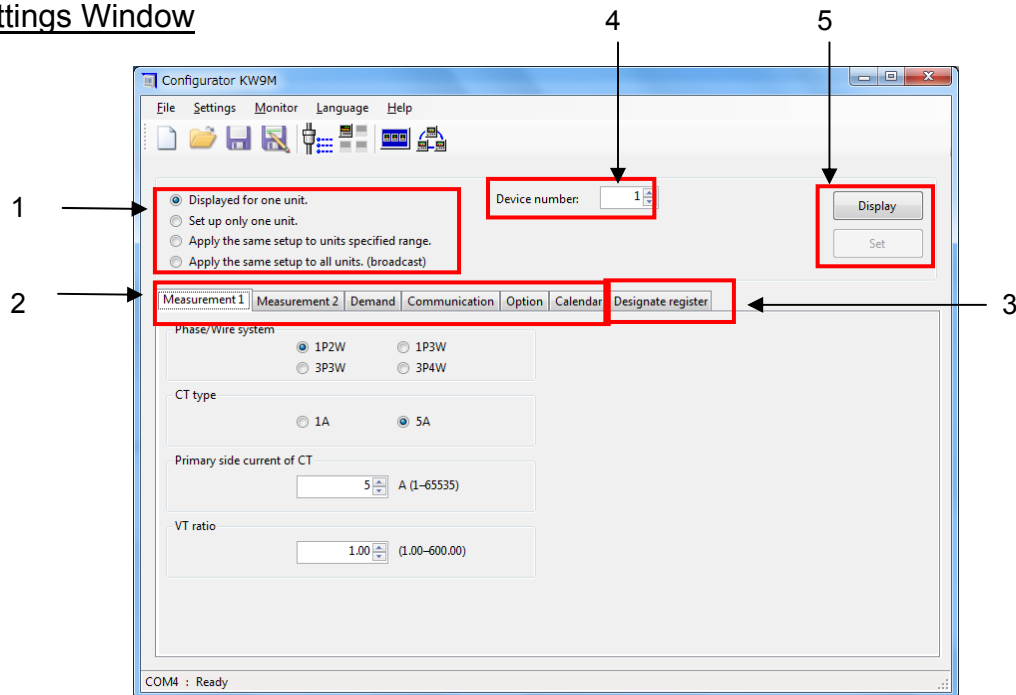 ttings Window
4 5
Configurator KW9M
File Settings Monitor Language Help
1
Displayed for one unit.
Set up only one unit.
Apply the same setup to units specified range.
Apply the same setup to all units. (broadcast)
Device number: 1
Display
Set
2
Measurement 1 Measurement 2 Demand Communication Option Calendar Designate register
3
Phase/Wire system
1P2W 1P3W
3P3W 3P4W
CT type
1A 5A
Primary side current of CT
5 A (1–65535)
VT ratio
1.00 (1.00–600.00)
COM4 : Ready